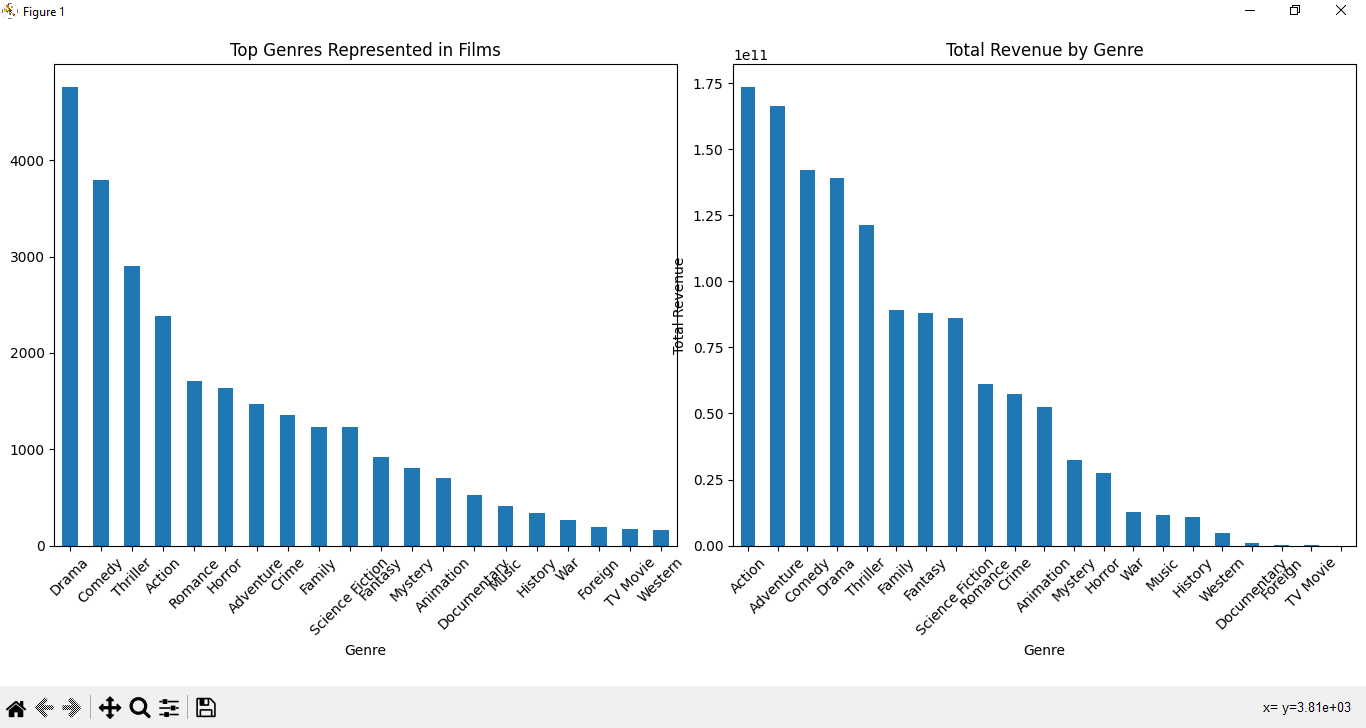 Figure 1
Top Genres Represented in Films
4000
3000
2000
1000
0
Drama
Comedy
Thriller
Action
Romance
Horror
Adventure
Crime
Family
Science Fiction
Fantasy
Mystery
Animation
Documentary
Music
History
War
Foreign
TV Movie
Western
Genre
Total Revenue by Genre
1e11
1.75
1.50
1.25
1.00
0.75
0.50
0.25
0.00
Total Revenue
Action
Adventure
Comedy
Drama
Thriller
Family
Fantasy
Science Fiction
Romance
Crime
Animation
Mystery
Horror
War
Music
History
Western
Documentary
Foreign
TV Movie
Genre
x= y=3.81e+03